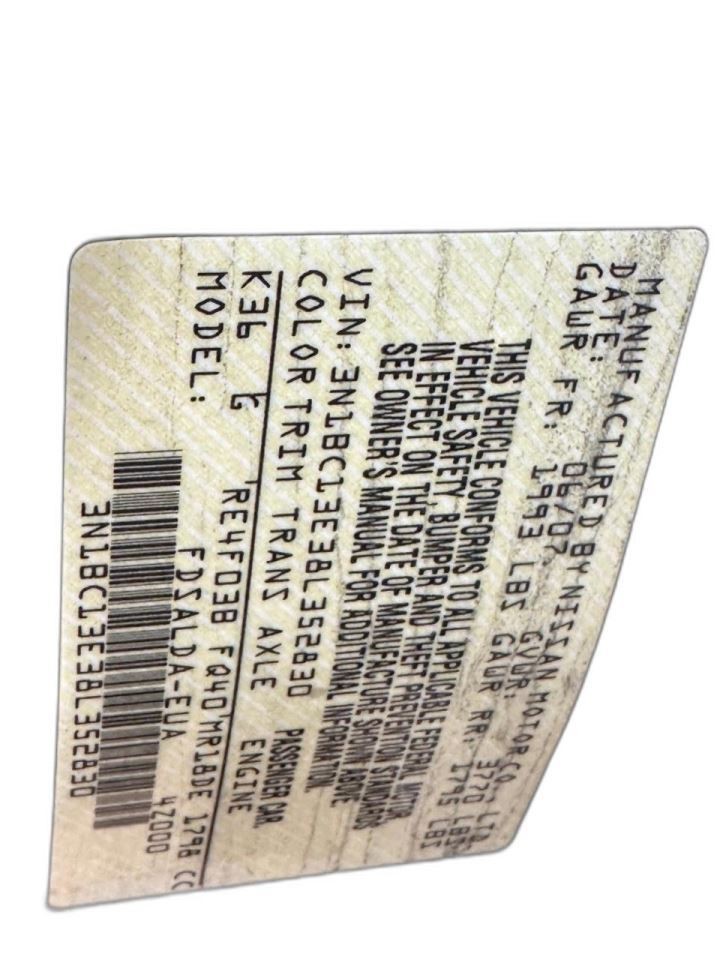 MANUFACTURED BY NISSAN MOTOR CO., LTD.
DATE: 06/07 GVWR: 3770 LBS
GAWR FR: 1993 LBS GAWR RR: 1795 LBS
THIS VEHICLE CONFORMS TO ALL APPLICABLE FEDERAL MOTOR
VEHICLE SAFETY, BUMPER AND THEFT PREVENTION STANDARDS
IN EFFECT ON THE DATE OF MANUFACTURE SHOWN ABOVE
SEE OWNER'S MANUAL FOR ADDITIONAL INFORMATION
VIN: 3N1BC13E38L352830 PASSENGER CAR.
COLOR TRIM TRANS AXLE ENGINE
K36 G RE4F03B FQ40 MR18DE 1798 CC
MODEL: FDSALDA-EUA 4Z000
3N1BC13E38L352830